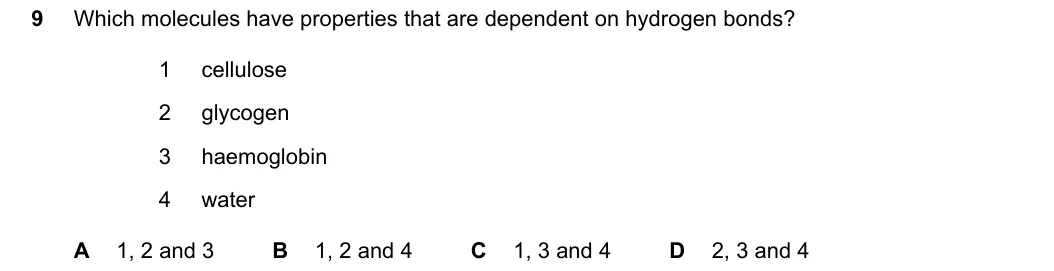 9 Which molecules have properties that are dependent on hydrogen bonds?
1 cellulose
2 glycogen
3 haemoglobin
4 water
A 1, 2 and 3 B 1, 2 and 4 C 1, 3 and 4 D 2, 3 and 4